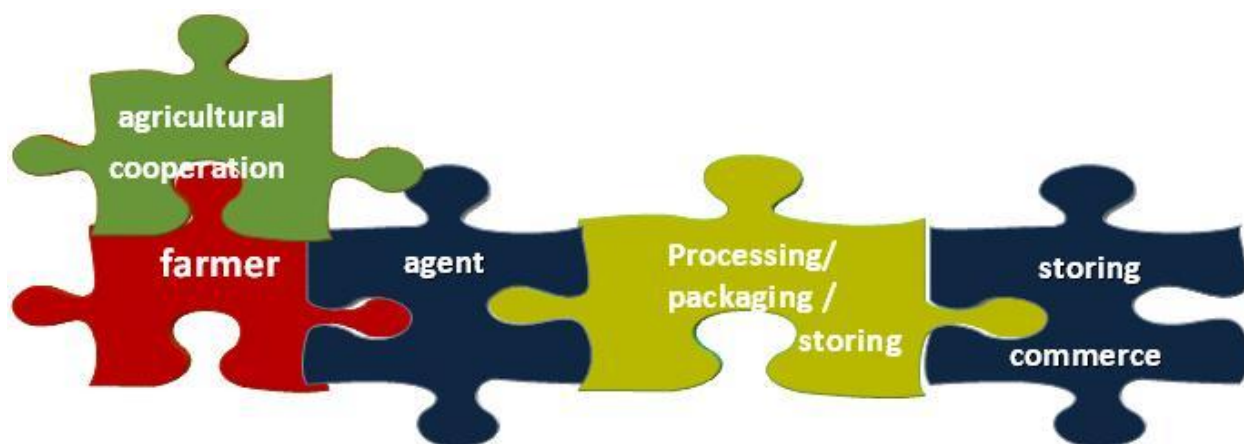 agricultural
cooperation
farmer
agent
Processing/
packaging /
storing
storing
commerce